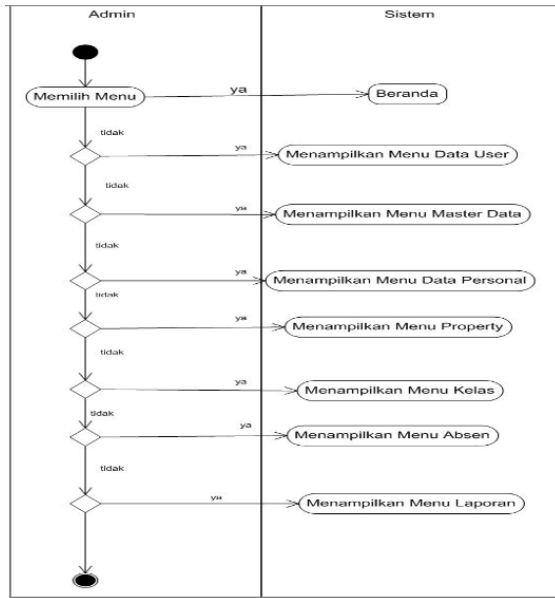 Admin
Sistem
Memilih Menu
ya
Beranda
tidak
ya
Menampilkan Menu Data User
tidak
ya
Menampilkan Menu Master Data
tidak
ya
Menampilkan Menu Data Personal
tidak
ya
Menampilkan Menu Property
tidak
ya
Menampilkan Menu Kelas
tidak
ya
Menampilkan Menu Absen
tidak
ya
Menampilkan Menu Laporan